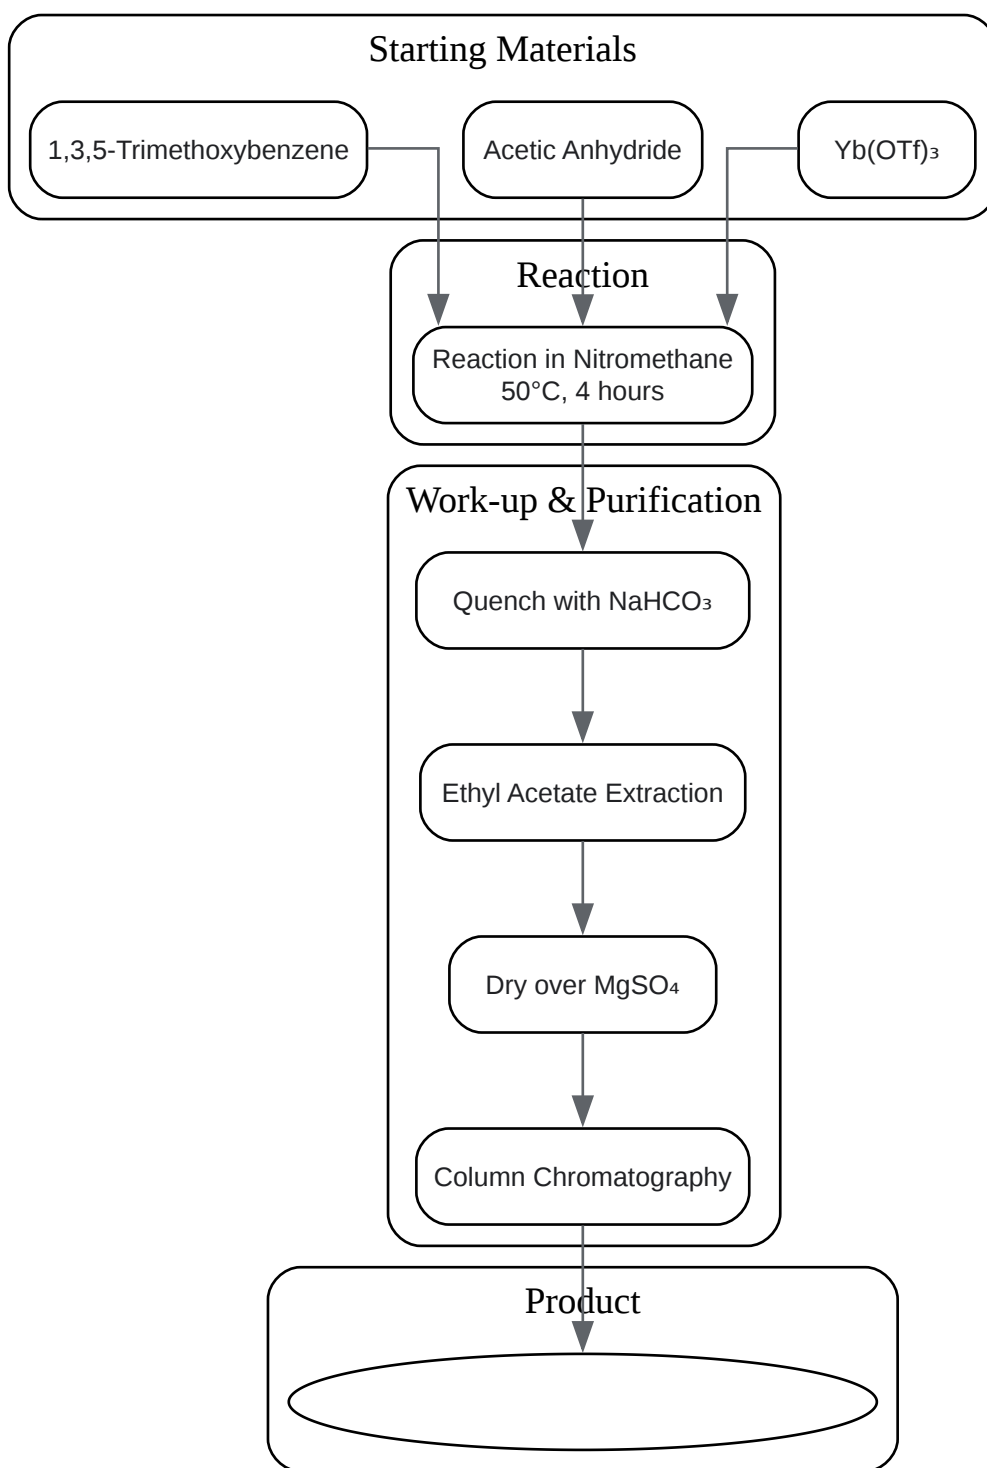 Starting Materials
1,3,5-Trimethoxybenzene
Acetic Anhydride
Yb(OTf)₃
Reaction
Reaction in Nitromethane
50°C, 4 hours
Work-up & Purification
Quench with NaHCO₃
Ethyl Acetate Extraction
Dry over MgSO₄
Column Chromatography
Product